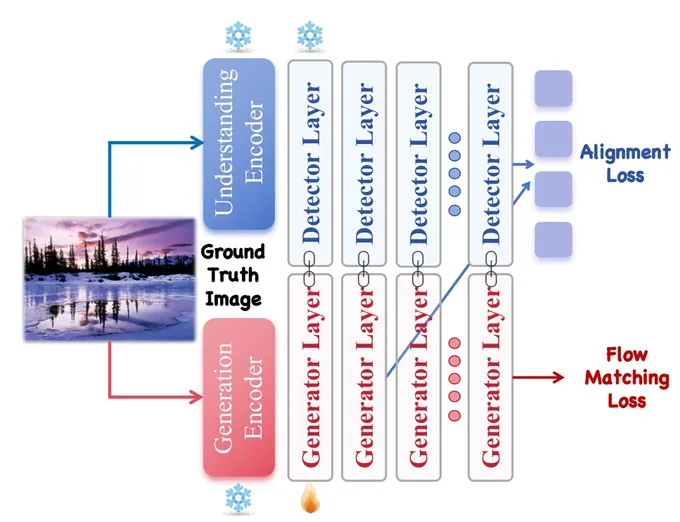 Understanding
Encoder
Detector Layer
Detector Layer
Detector Layer
Detector Layer
Alignment
Loss
Ground
Truth
Image
Generation
Encoder
Generator Layer
Generator Layer
Generator Layer
Generator Layer
Flow
Matching
Loss